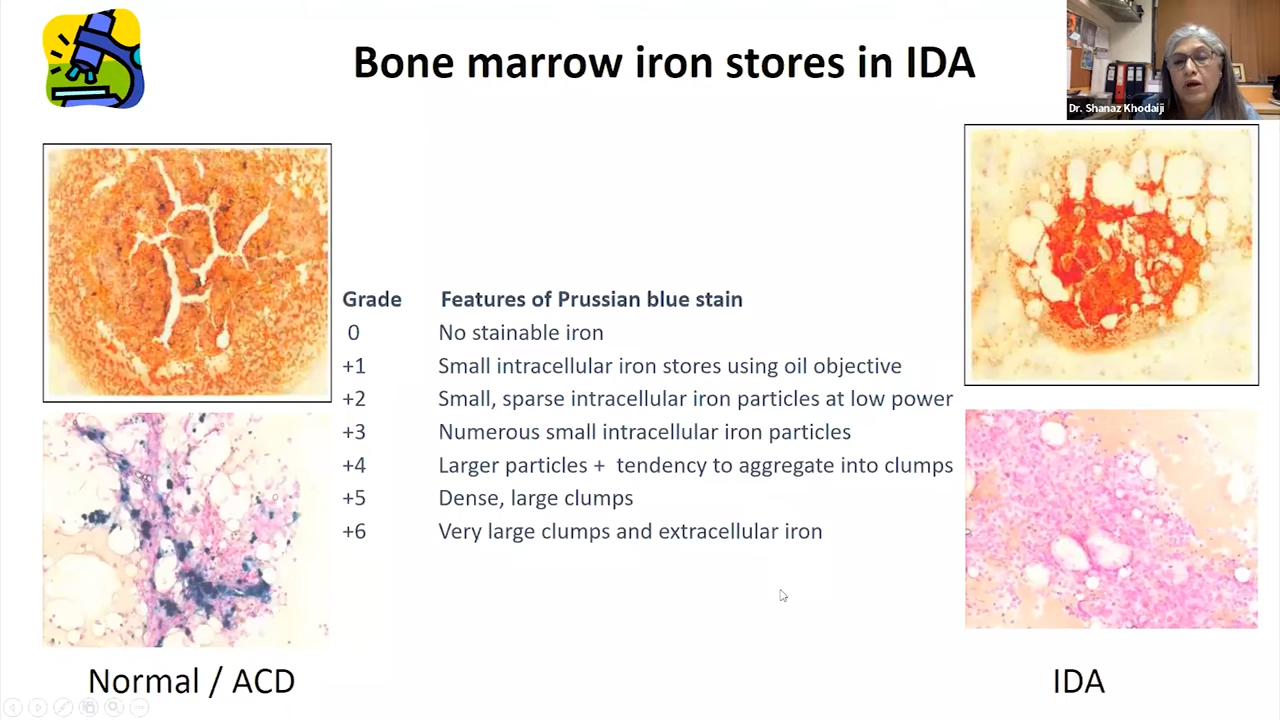 Bone marrow iron stores in IDA
Dr. Shanaz Khodaiji
Grade Features of Prussian blue stain
0 No stainable iron
+1 Small intracellular iron stores using oil objective
+2 Small, sparse intracellular iron particles at low power
+3 Numerous small intracellular iron particles
+4 Larger particles + tendency to aggregate into clumps
+5 Dense, large clumps
+6 Very large clumps and extracellular iron
Normal / ACD
IDA